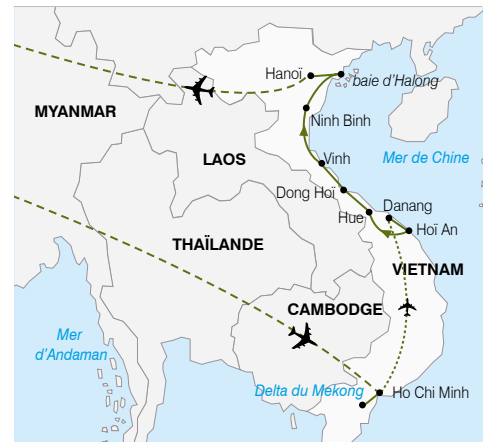 Hanoï
baie d'Halong
MYANMAR
Ninh Binh
LAOS
Vinh
Mer de Chine
Dong Hoï
Danang
Hue
Hoï An
THAÏLANDE
VIETNAM
CAMBODGE
Mer
d'Andaman
Delta du Mekong
Ho Chi Minh